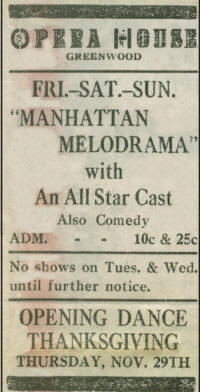 OPERA HOUSE
GREENWOOD
FRI.–SAT.–SUN.
"MANHATTAN
MELODRAMA"
with
An All Star Cast
Also Comedy
ADM. - - 10c & 25c
No shows on Tues. & Wed.
until further notice.
OPENING DANCE
THANKSGIVING
THURSDAY, NOV. 29TH